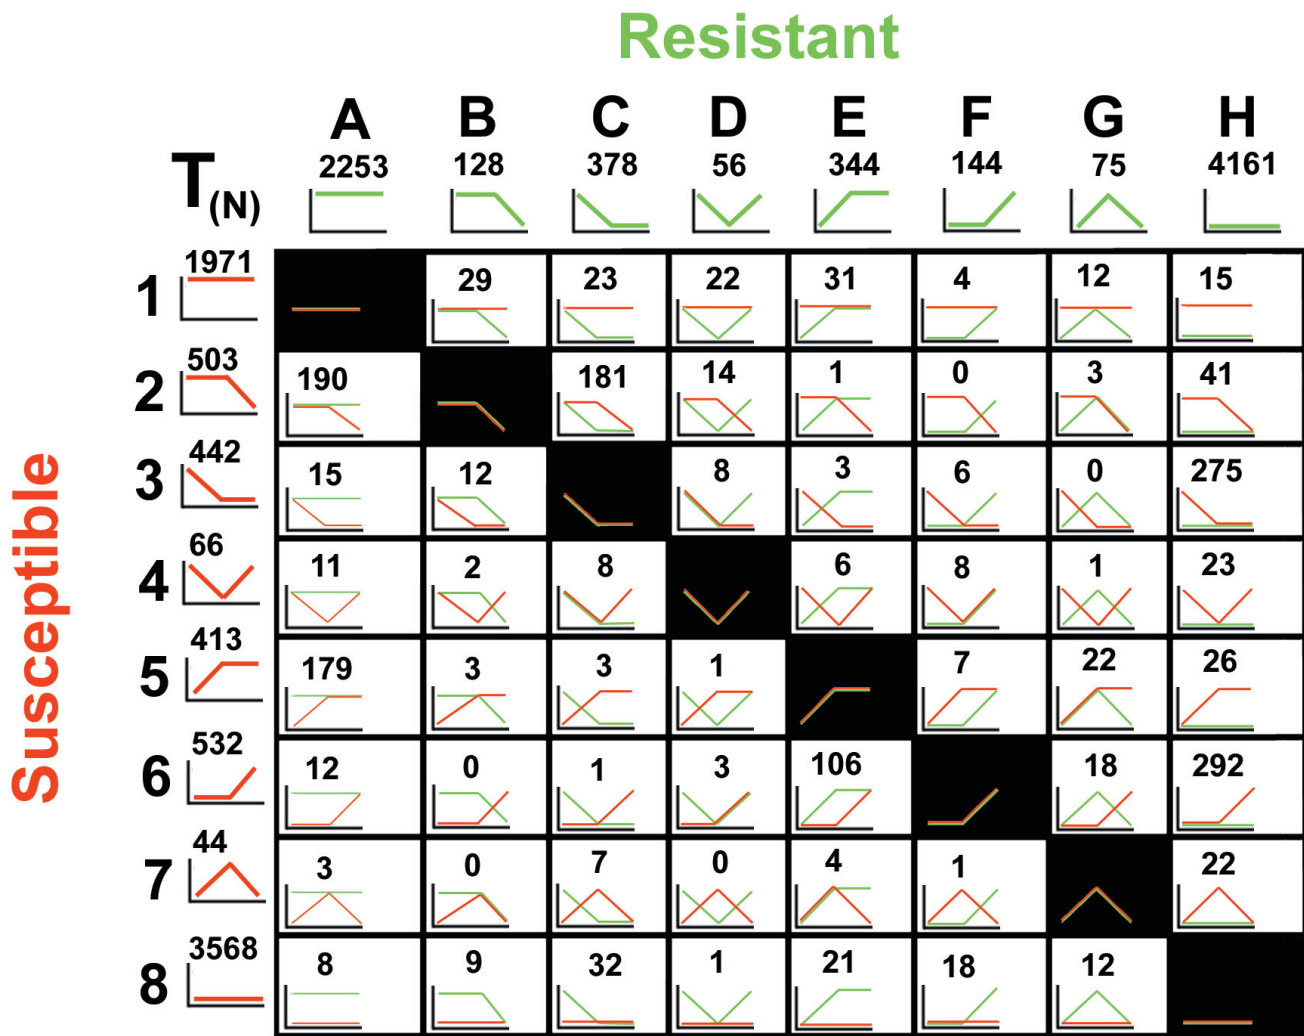 Resistant
A B C D E F G H
T(N) 2253 128 378 56 344 144 75 4161
Susceptible
1 1971 29 23 22 31 4 12 15
2 503 190 181 14 1 0 3 41
3 442 15 12 8 3 6 0 275
4 66 11 2 8 6 8 1 23
5 413 179 3 3 1 7 22 26
6 532 12 0 1 3 106 18 292
7 44 3 0 7 0 4 1 22
8 3568 8 9 32 1 21 18 12